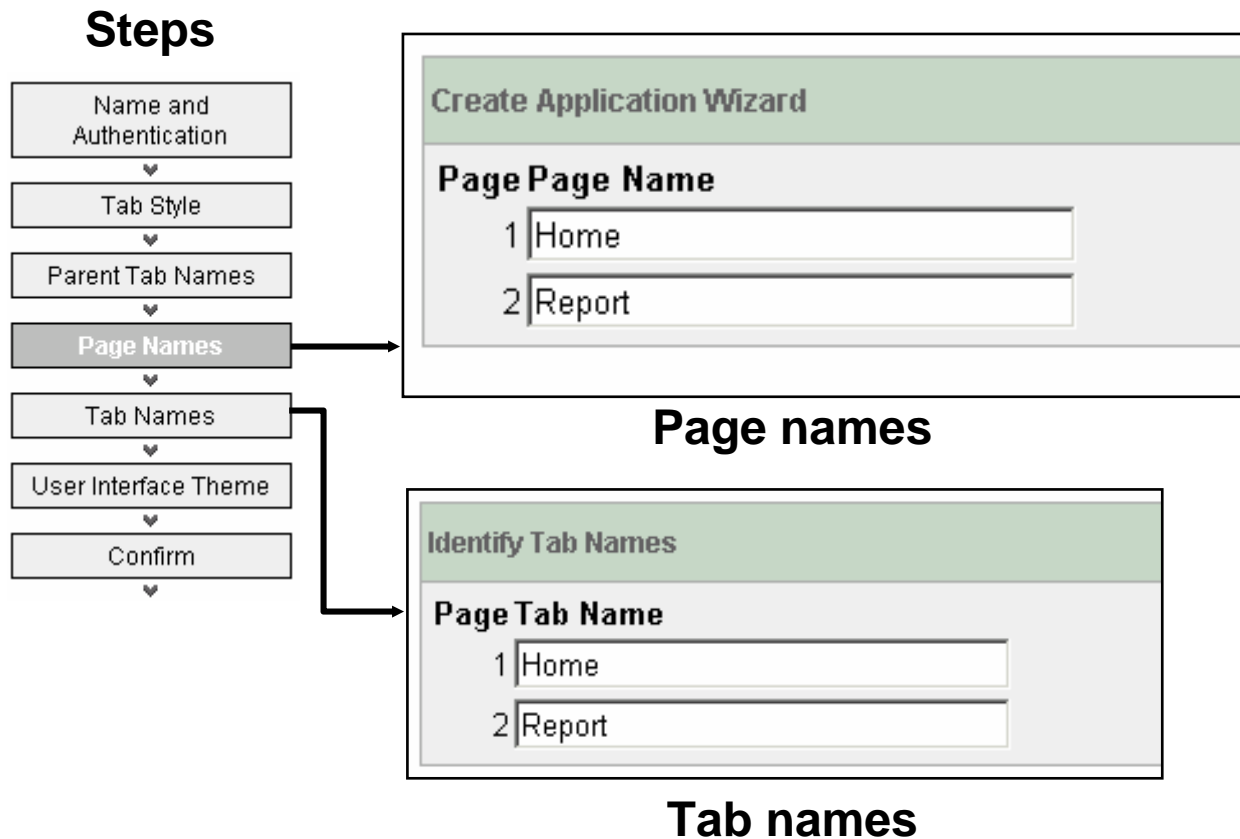 Steps
Name and
Authentication
Tab Style
Parent Tab Names
Page Names
Tab Names
User Interface Theme
Confirm
Create Application Wizard
Page Page Name
1 Home
2 Report
Page names
Identify Tab Names
Page Tab Name
1 Home
2 Report
Tab names